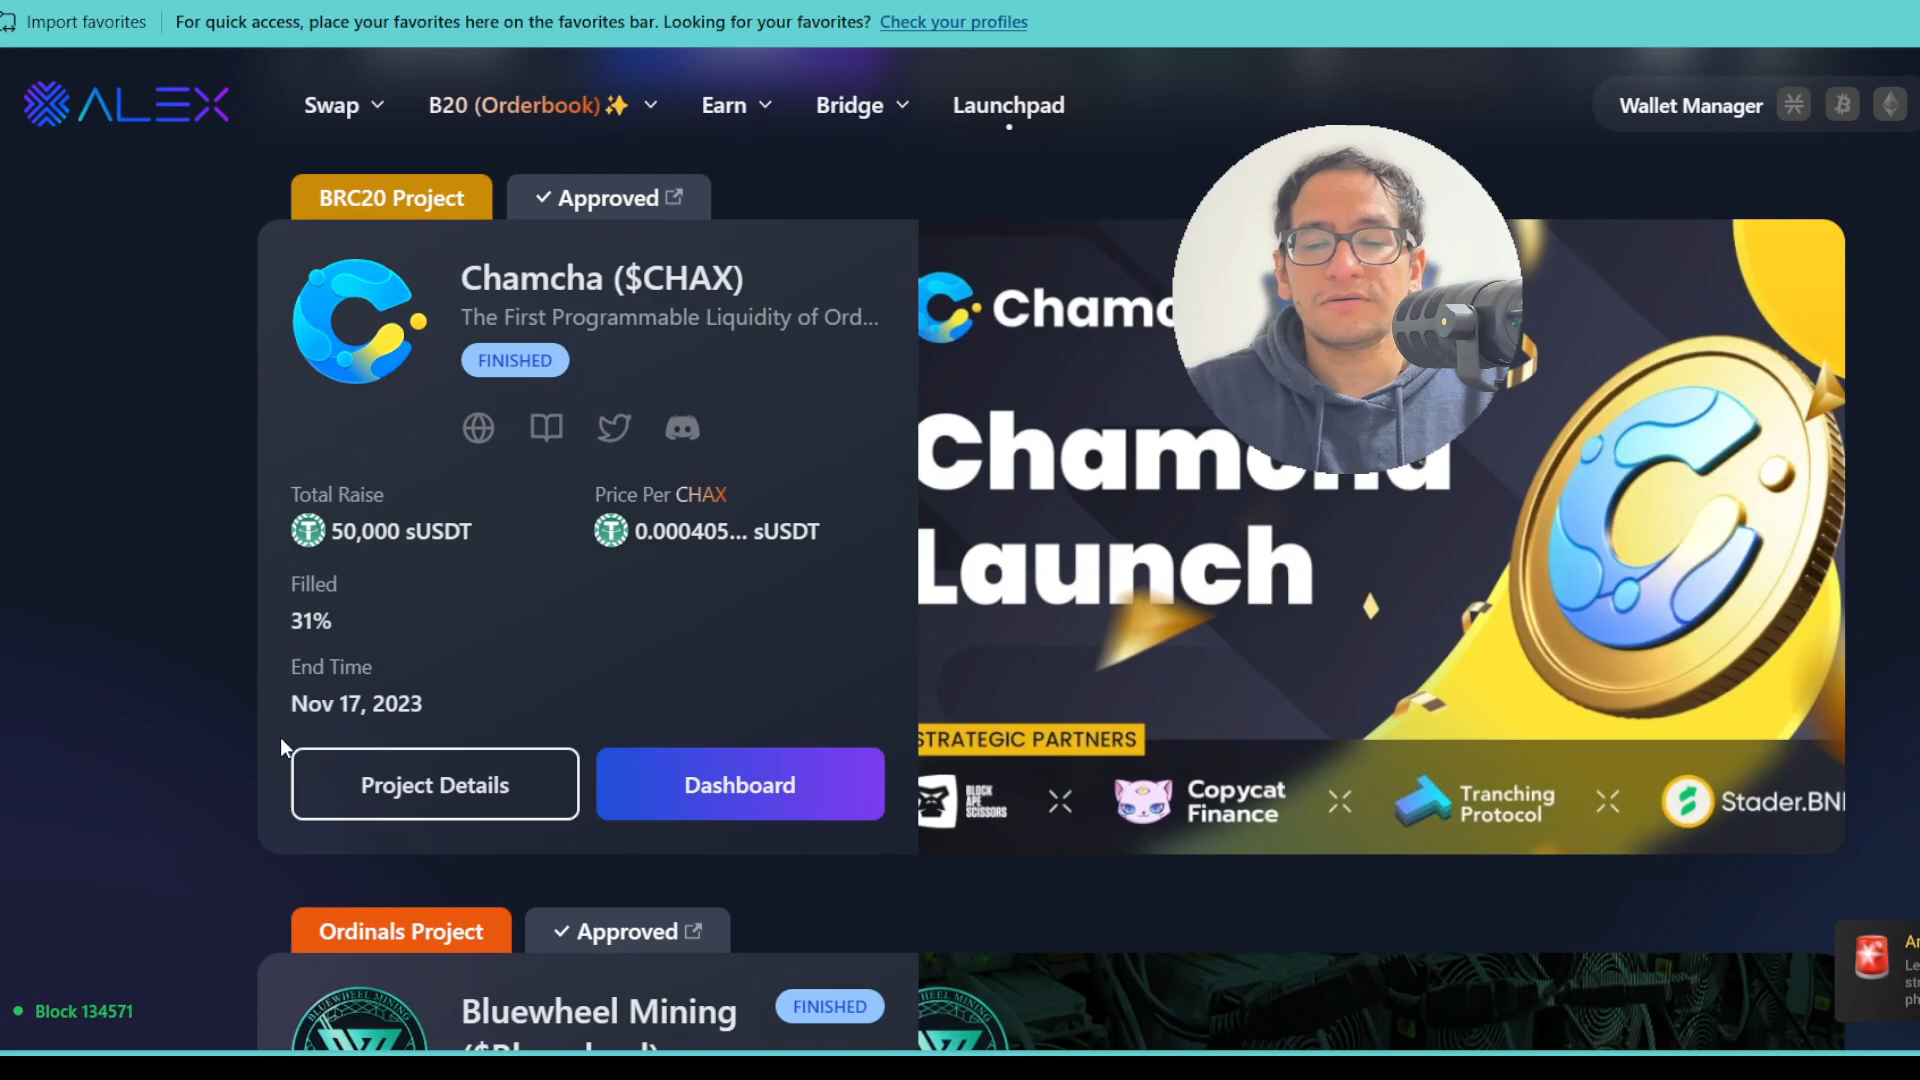 Import favorites
For quick access, place your favorites here on the favorites bar. Looking for your favorites? Check your profiles
ALEX
Swap
B20 (Orderbook)✨
Earn
Bridge
Launchpad
Wallet Manager
BRC20 Project
✓ Approved
Chamcha ($CHAX)
The First Programmable Liquidity of Ord...
FINISHED
Total Raise
Price Per CHAX
50,000 sUSDT
0.000405... sUSDT
Filled
31%
End Time
Nov 17, 2023
Project Details
Dashboard
Chamcha
Launch
STRATEGIC PARTNERS
BLOCK
APE
SCISSORS
Copycat
Finance
Tranching
Protocol
Stader.BN
Ordinals Project
✓ Approved
Bluewheel Mining
FINISHED
Block 134571